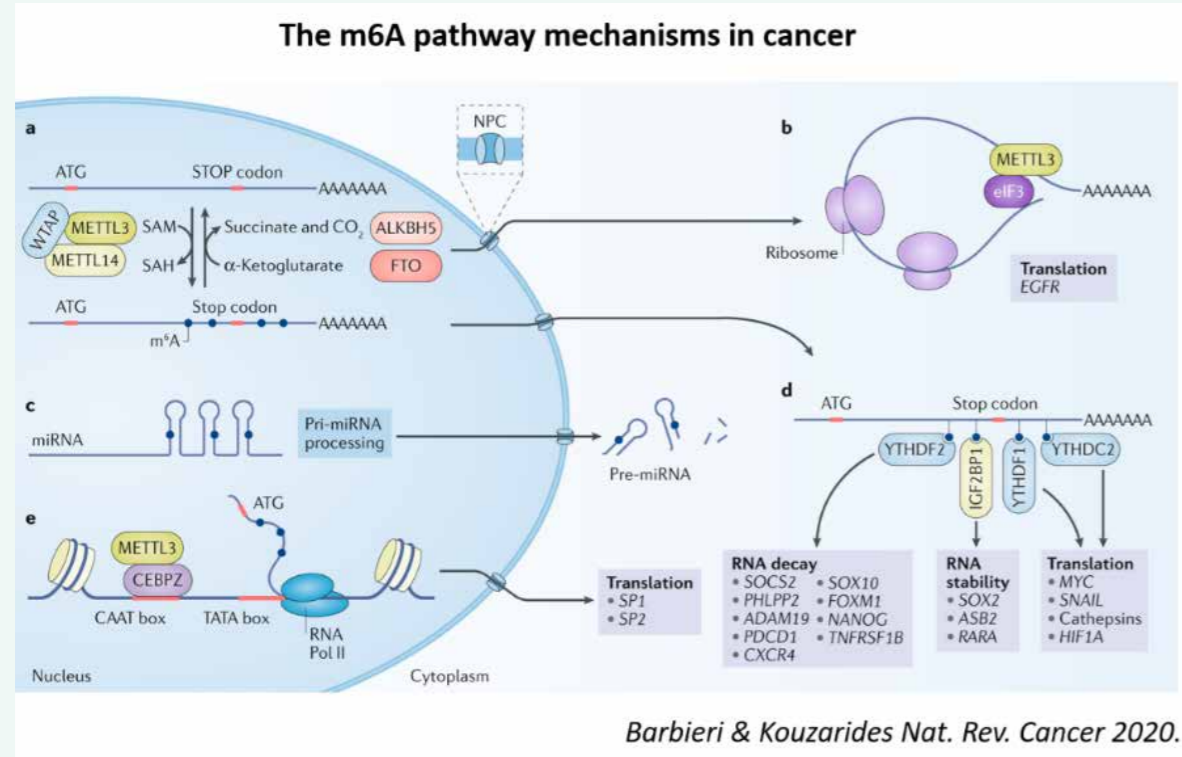 The m6A pathway mechanisms in cancer
a
ATG
STOP codon
AAAAAAA
WTAP
METTL3
METTL14
SAM
SAH
Succinate and CO₂
α-Ketoglutarate
ALKBH5
FTO
ATG
Stop codon
AAAAAAA
m⁶A
NPC
b
METTL3
eIF3
AAAAAAA
Ribosome
Translation
EGFR
c
miRNA
Pri-miRNA
processing
Pre-miRNA
d
ATG
Stop codon
AAAAAAA
YTHDF2
IGF2BP1
YTHDF1
YTHDC2
RNA decay
• SOCS2
• PHLPP2
• ADAM19
• PDCD1
• CXCR4
• SOX10
• FOXM1
• NANOG
• TNFRSF1B
RNA
stability
• SOX2
• ASB2
• RARA
Translation
• MYC
• SNAIL
• Cathepsins
• HIF1A
e
ATG
METTL3
CEBPZ
CAAT box
TATA box
RNA
Pol II
Translation
• SP1
• SP2
Nucleus
Cytoplasm
Barbieri & Kouzarides Nat. Rev. Cancer 2020.